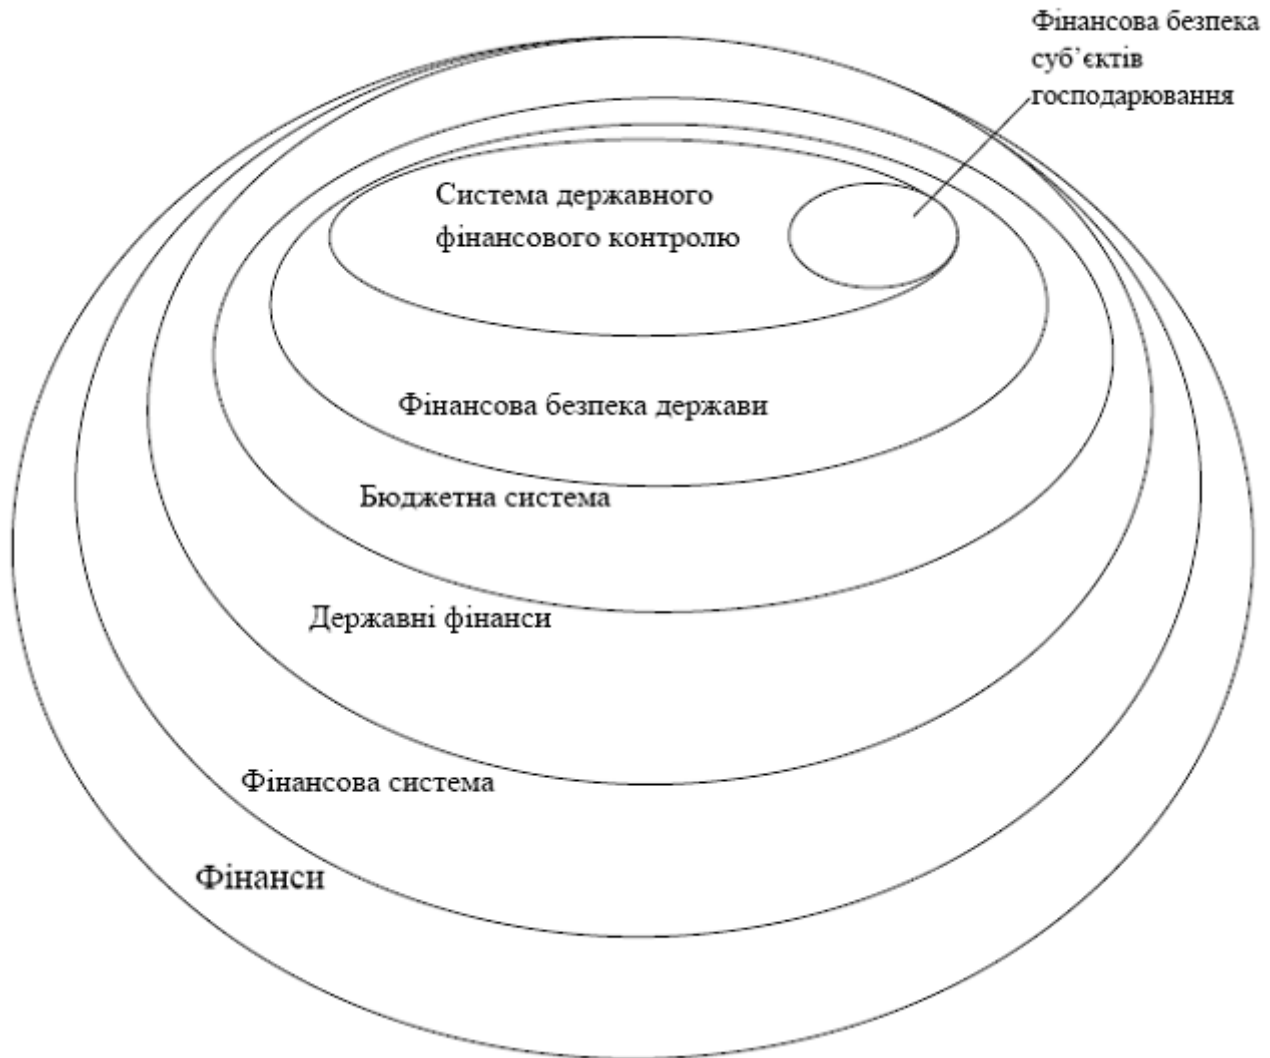 Фінансова безпека
суб’єктів
господарювання
Система державного
фінансового контролю
Фінансова безпека держави
Бюджетна система
Державні фінанси
Фінансова система
Фінанси